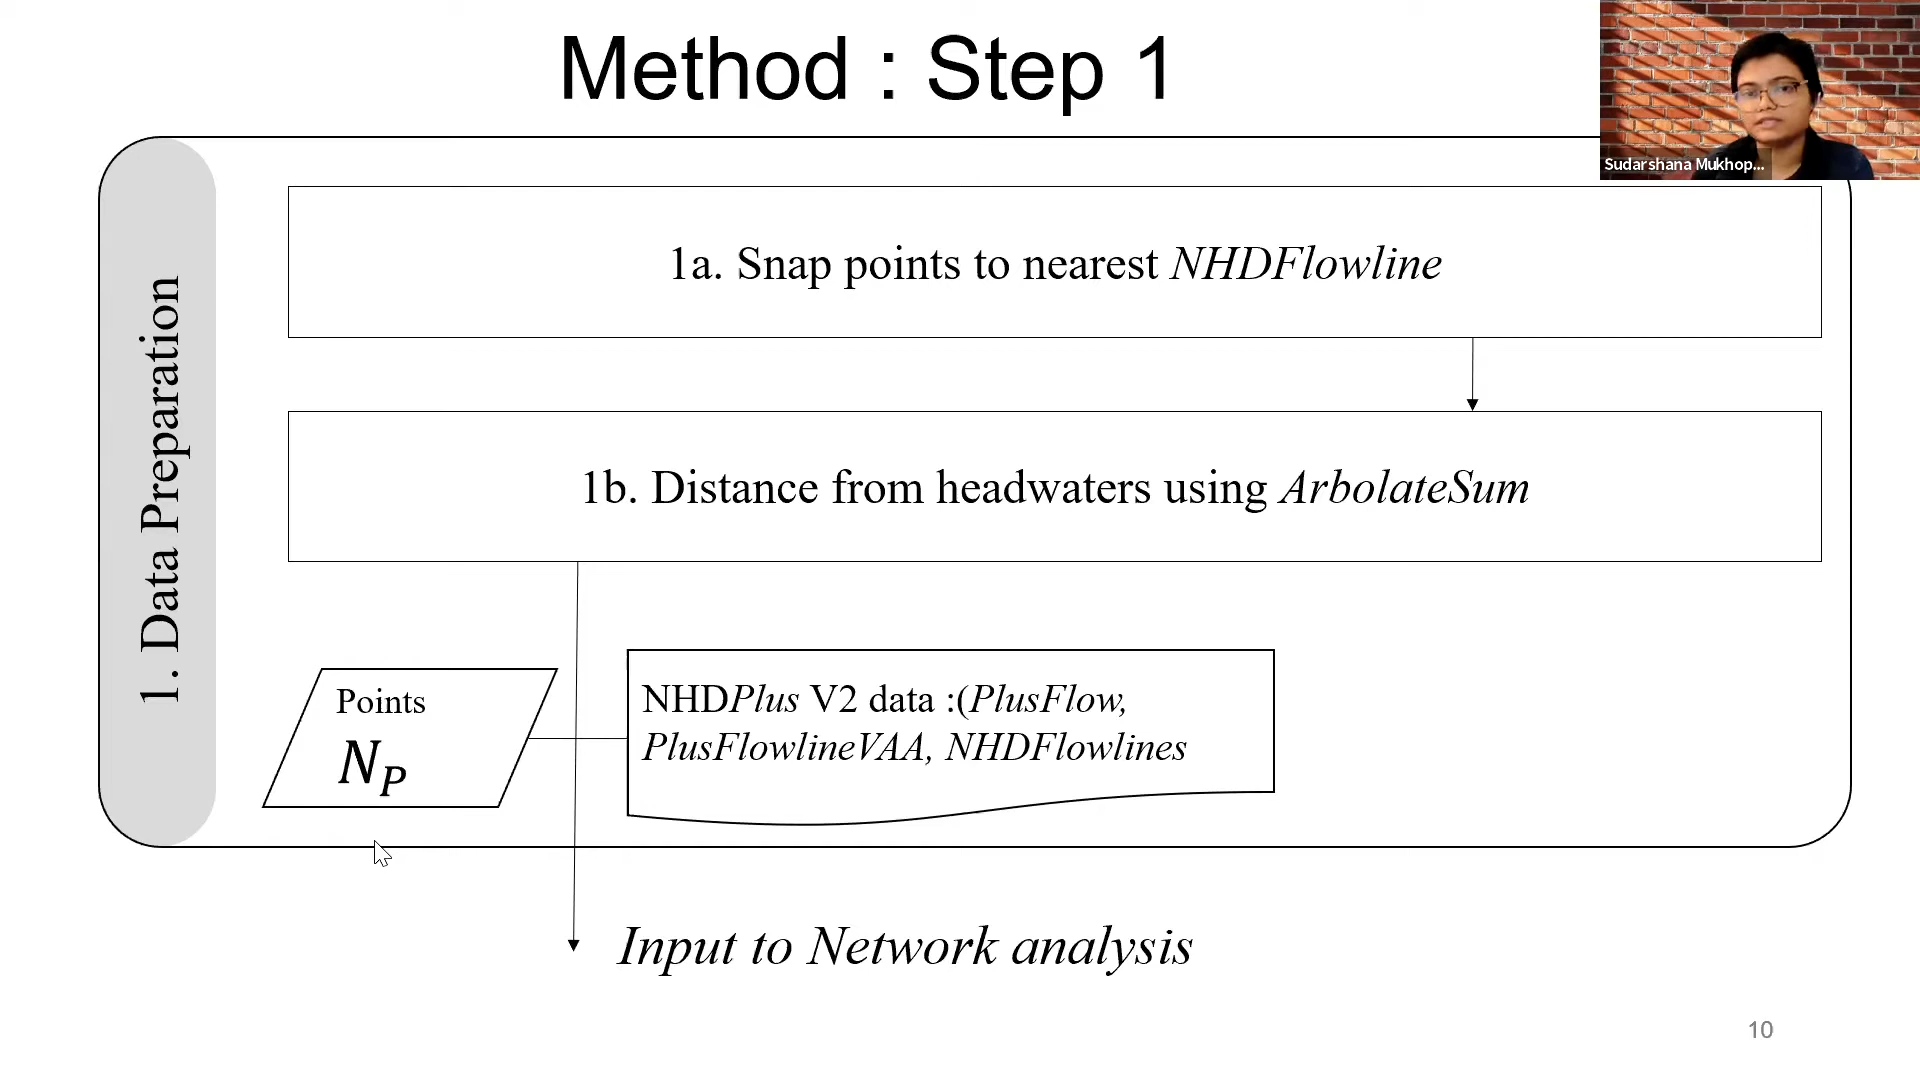 Method : Step 1
Sudarshana Mukhop...
1. Data Preparation
1a. Snap points to nearest NHDFlowline
1b. Distance from headwaters using ArbolateSum
Points
N_P
NHDPlus V2 data :(PlusFlow,
PlusFlowlineVAA, NHDFlowlines
Input to Network analysis
10